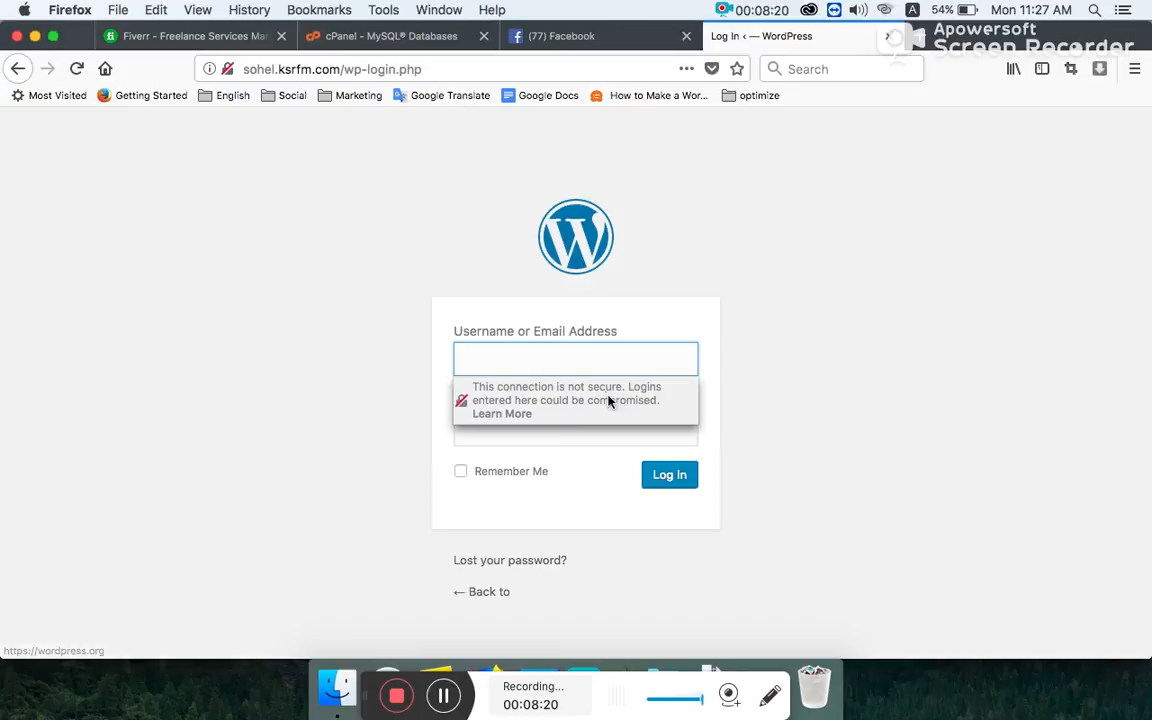 Firefox File Edit View History Bookmarks Tools Window Help 00:08:20 A 54% Mon 11:27 AM
Fiverr - Freelance Services Mar
cPanel - MySQL® Databases
(77) Facebook
Log In ‹ — WordPress
Apowersoft
Screen Recorder
sohel.ksrfm.com/wp-login.php
Search
Most Visited Getting Started English Social Marketing Google Translate Google Docs How to Make a Wor... optimize
Username or Email Address
This connection is not secure. Logins
entered here could be compromised.
Learn More
Remember Me
Log In
Lost your password?
← Back to
https://wordpress.org
Recording...
00:08:20